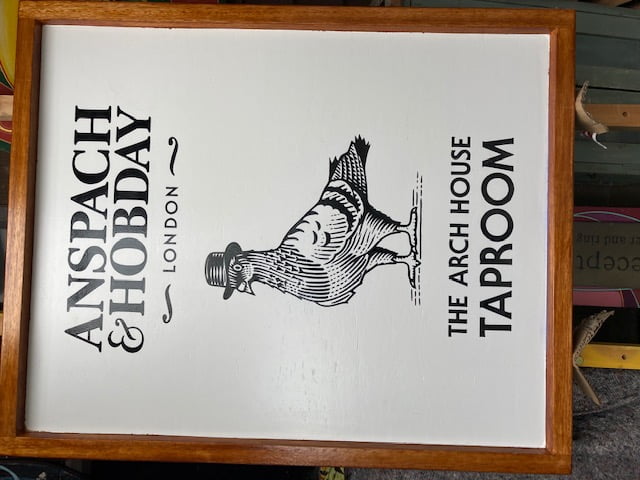 ANSPACH
& HOBDAY
LONDON
THE ARCH HOUSE
TAPROOM